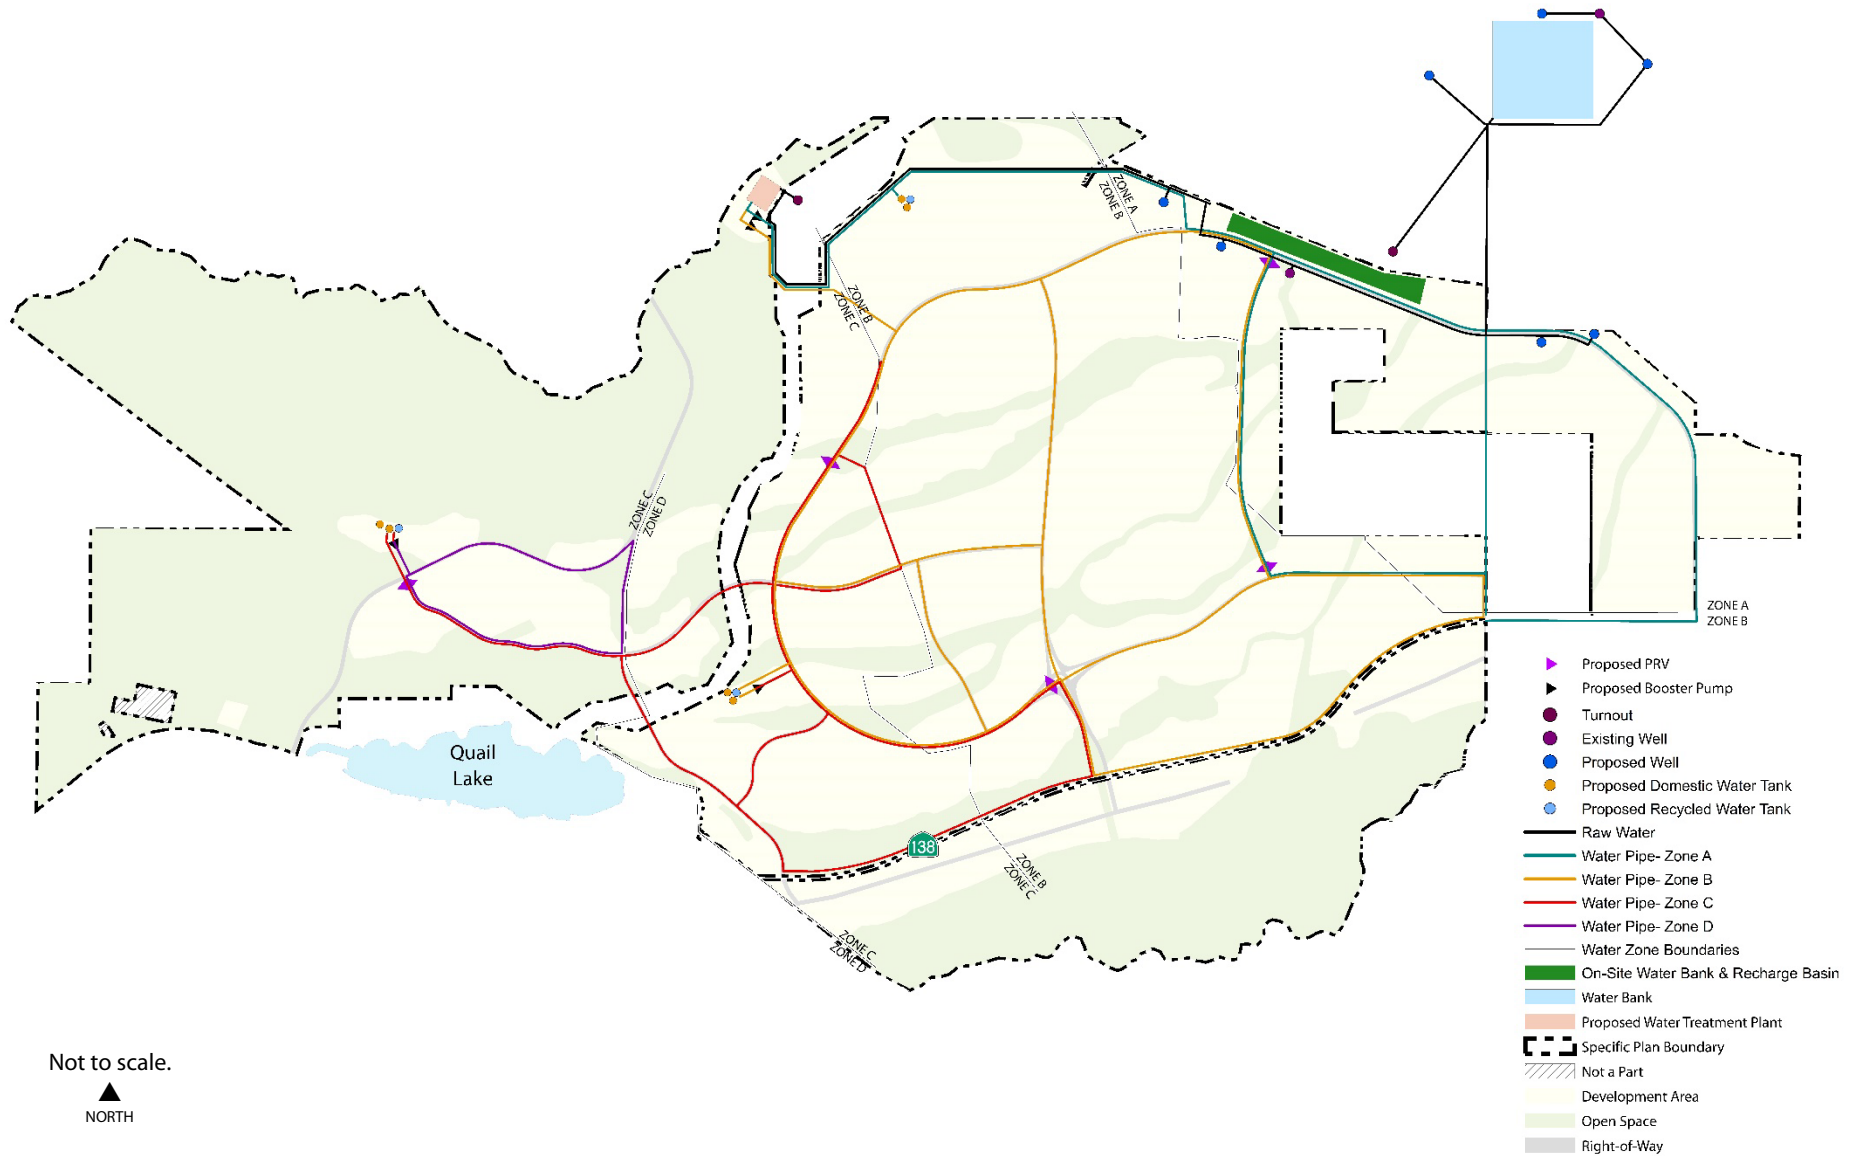 ZONE A
ZONE B
ZONE B
ZONE C
ZONE C
ZONE D
ZONE A
ZONE B
Quail
Lake
138
ZONE B
ZONE C
ZONE C
ZONE D
Proposed PRV
Proposed Booster Pump
Turnout
Existing Well
Proposed Well
Proposed Domestic Water Tank
Proposed Recycled Water Tank
Raw Water
Water Pipe- Zone A
Water Pipe- Zone B
Water Pipe- Zone C
Water Pipe- Zone D
Water Zone Boundaries
On-Site Water Bank & Recharge Basin
Water Bank
Proposed Water Treatment Plant
Specific Plan Boundary
Not a Part
Development Area
Open Space
Right-of-Way
Not to scale.
NORTH